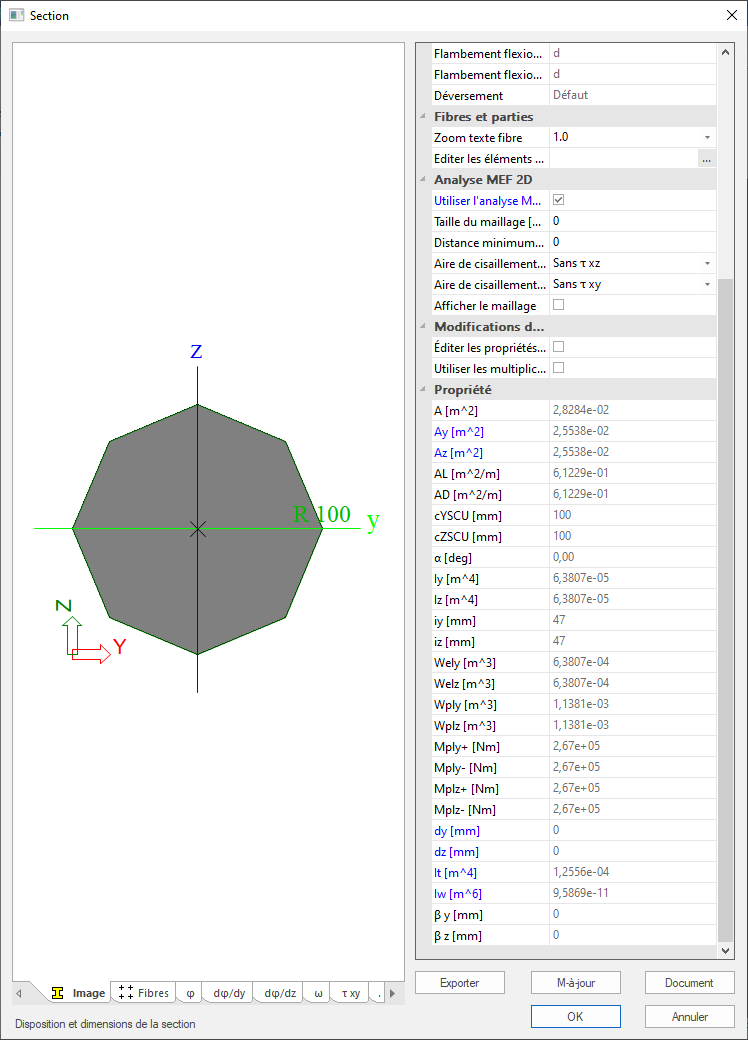 Section
Z
R 100
y
Z
Y
Image
Fibres
φ
dφ/dy
dφ/dz
ω
τ xy
.
Disposition et dimensions de la section
Flambement flexio... d
Flambement flexio... d
Déversement Défaut
Fibres et parties
Zoom texte fibre 1.0
Editer les éléments ... ...
Analyse MEF 2D
Utiliser l'analyse M...
Taille du maillage [... 0
Distance minimum... 0
Aire de cisaillement... Sans τ xz
Aire de cisaillement... Sans τ xy
Afficher le maillage
Modifications d...
Éditer les propriétés...
Utiliser les multiplic...
Propriété
A [m^2] 2,8284e-02
Ay [m^2] 2,5538e-02
Az [m^2] 2,5538e-02
AL [m^2/m] 6,1229e-01
AD [m^2/m] 6,1229e-01
cYSCU [mm] 100
cZSCU [mm] 100
α [deg] 0,00
Iy [m^4] 6,3807e-05
Iz [m^4] 6,3807e-05
iy [mm] 47
iz [mm] 47
Wely [m^3] 6,3807e-04
Welz [m^3] 6,3807e-04
Wply [m^3] 1,1381e-03
Wplz [m^3] 1,1381e-03
Mply+ [Nm] 2,67e+05
Mply- [Nm] 2,67e+05
Mplz+ [Nm] 2,67e+05
Mplz- [Nm] 2,67e+05
dy [mm] 0
dz [mm] 0
It [m^4] 1,2556e-04
Iw [m^6] 9,5869e-11
β y [mm] 0
β z [mm] 0
Exporter
M-à-jour
Document
OK
Annuler